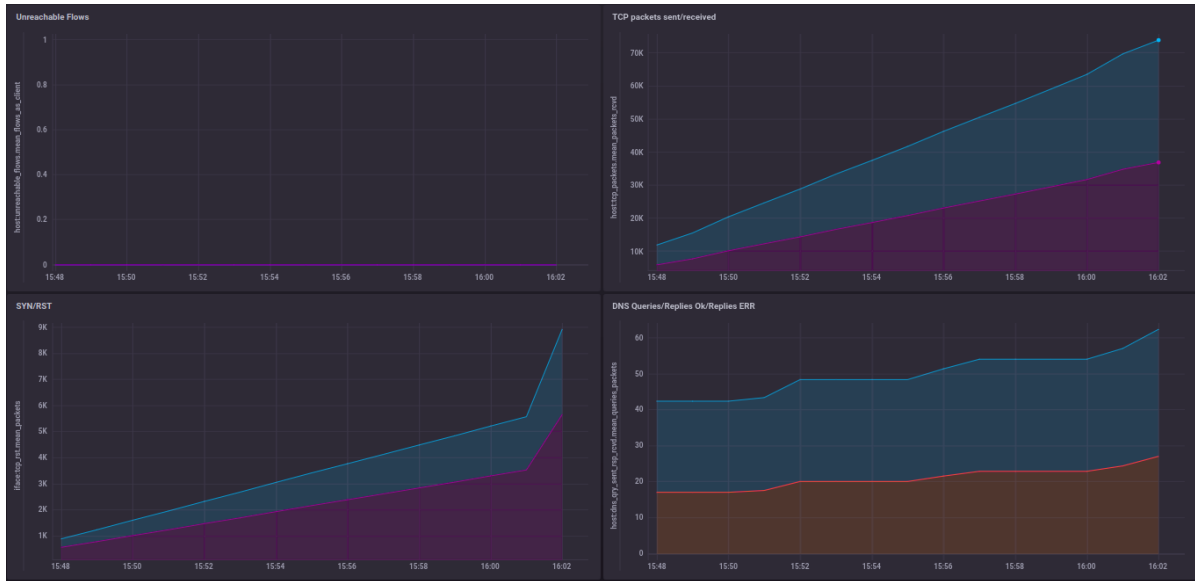 Unreachable Flows
host:unreachable_flows.mean_flows_as_client
1
0.8
0.6
0.4
0.2
0
15:48 15:50 15:52 15:54 15:56 15:58 16:00 16:02
TCP packets sent/received
host:tcp_packets.mean_packets_rcvd
70K
60K
50K
40K
30K
20K
10K
15:48 15:50 15:52 15:54 15:56 15:58 16:00 16:02
SYN/RST
iface:tcp_rst.mean_packets
9K
8K
7K
6K
5K
4K
3K
2K
1K
15:48 15:50 15:52 15:54 15:56 15:58 16:00 16:02
DNS Queries/Replies Ok/Replies ERR
host:dns_qry_sent_rsp_rcvd.mean_queries_packets
60
50
40
30
20
10
0
15:48 15:50 15:52 15:54 15:56 15:58 16:00 16:02